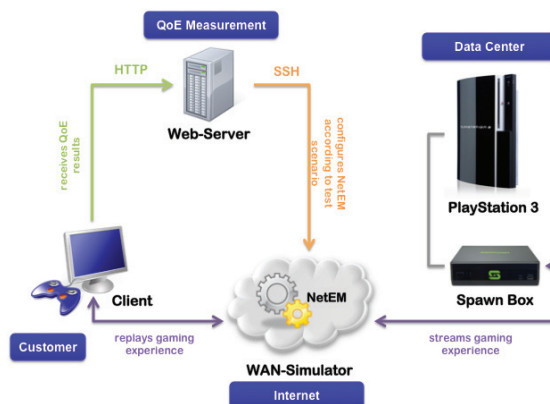 QoE Measurement
Data Center
HTTP
SSH
Web-Server
receives QoE
results
configures NetEM
according to test
scenario
PlayStation 3
Client
NetEM
Spawn Box
Customer
replays gaming
experience
streams gaming
experience
WAN-Simulator
Internet